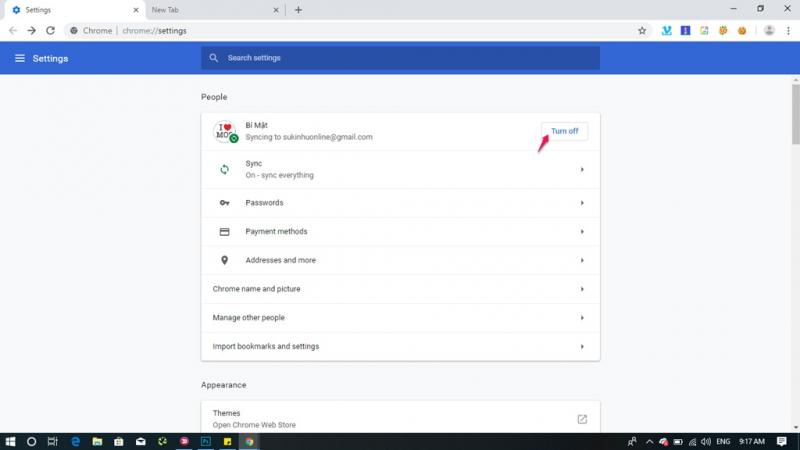 Settings
New Tab
Chrome | chrome://settings
Settings
Search settings
People
I ❤ MO
Bí Mật
Syncing to sukinhuonline@gmail.com
Turn off
Sync
On - sync everything
Passwords
Payment methods
Addresses and more
Chrome name and picture
Manage other people
Import bookmarks and settings
Appearance
Themes
Open Chrome Web Store
ENG
9:17 AM